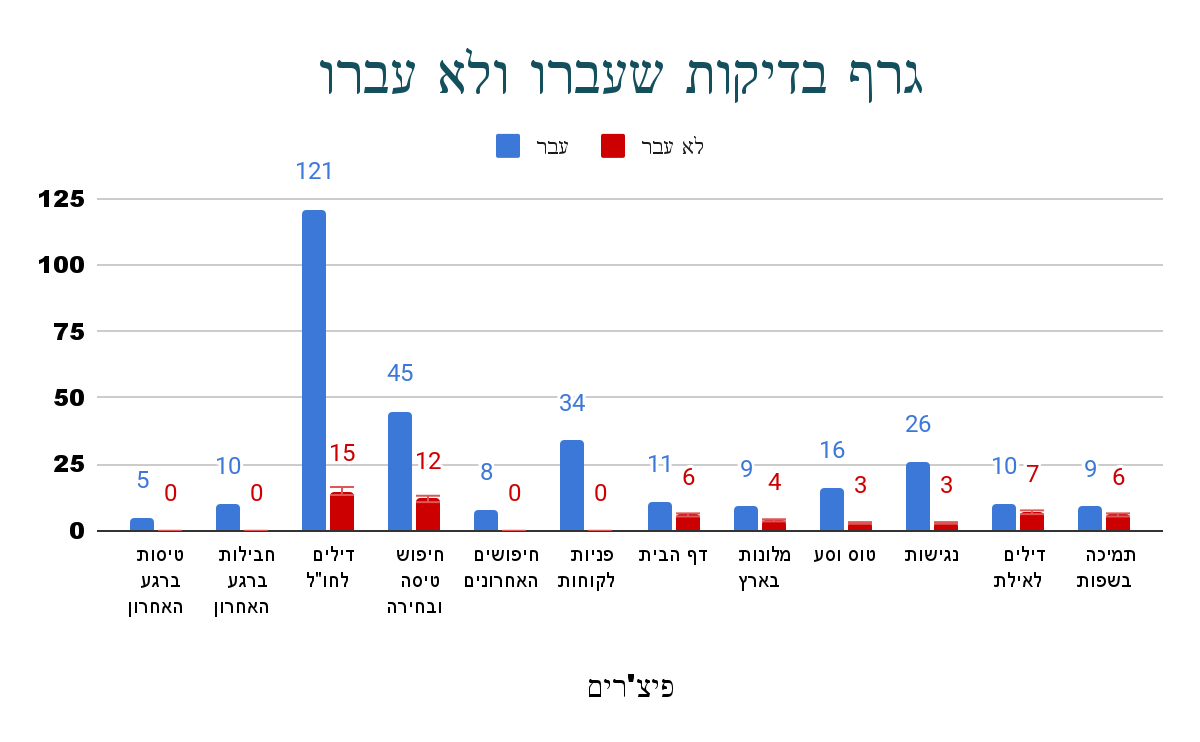 גרף בדיקות שעברו ולא עברו
עבר
לא עבר
125
100
75
50
25
0
121
15
45
12
34
26
5
0
10
0
8
0
0
11
6
9
4
16
3
3
10
7
9
6
טיסות
ברגע
האחרון
חבילות
ברגע
האחרון
דילים
לחו"ל
חיפוש
טיסה
ובחירה
חיפושים
האחרונים
פניות
לקוחות
דף הבית
מלונות
בארץ
טוס וסע
נגישות
דילים
לאילת
תמיכה
בשפות
פיצ'רים